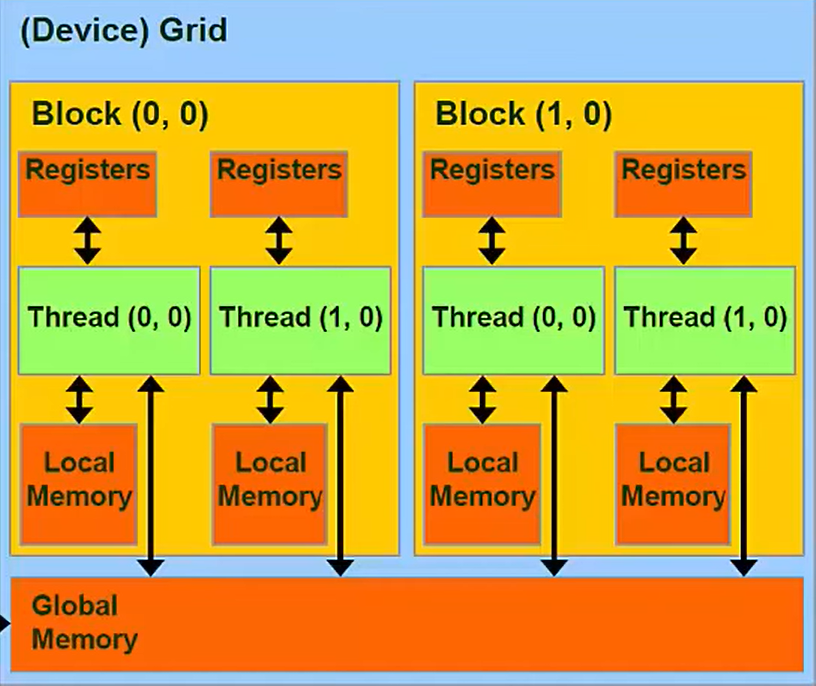 (Device) Grid
Block (0, 0)
Block (1, 0)
Registers
Registers
Registers
Registers
Thread (0, 0)
Thread (1, 0)
Thread (0, 0)
Thread (1, 0)
Local
Memory
Local
Memory
Local
Memory
Local
Memory
Global
Memory